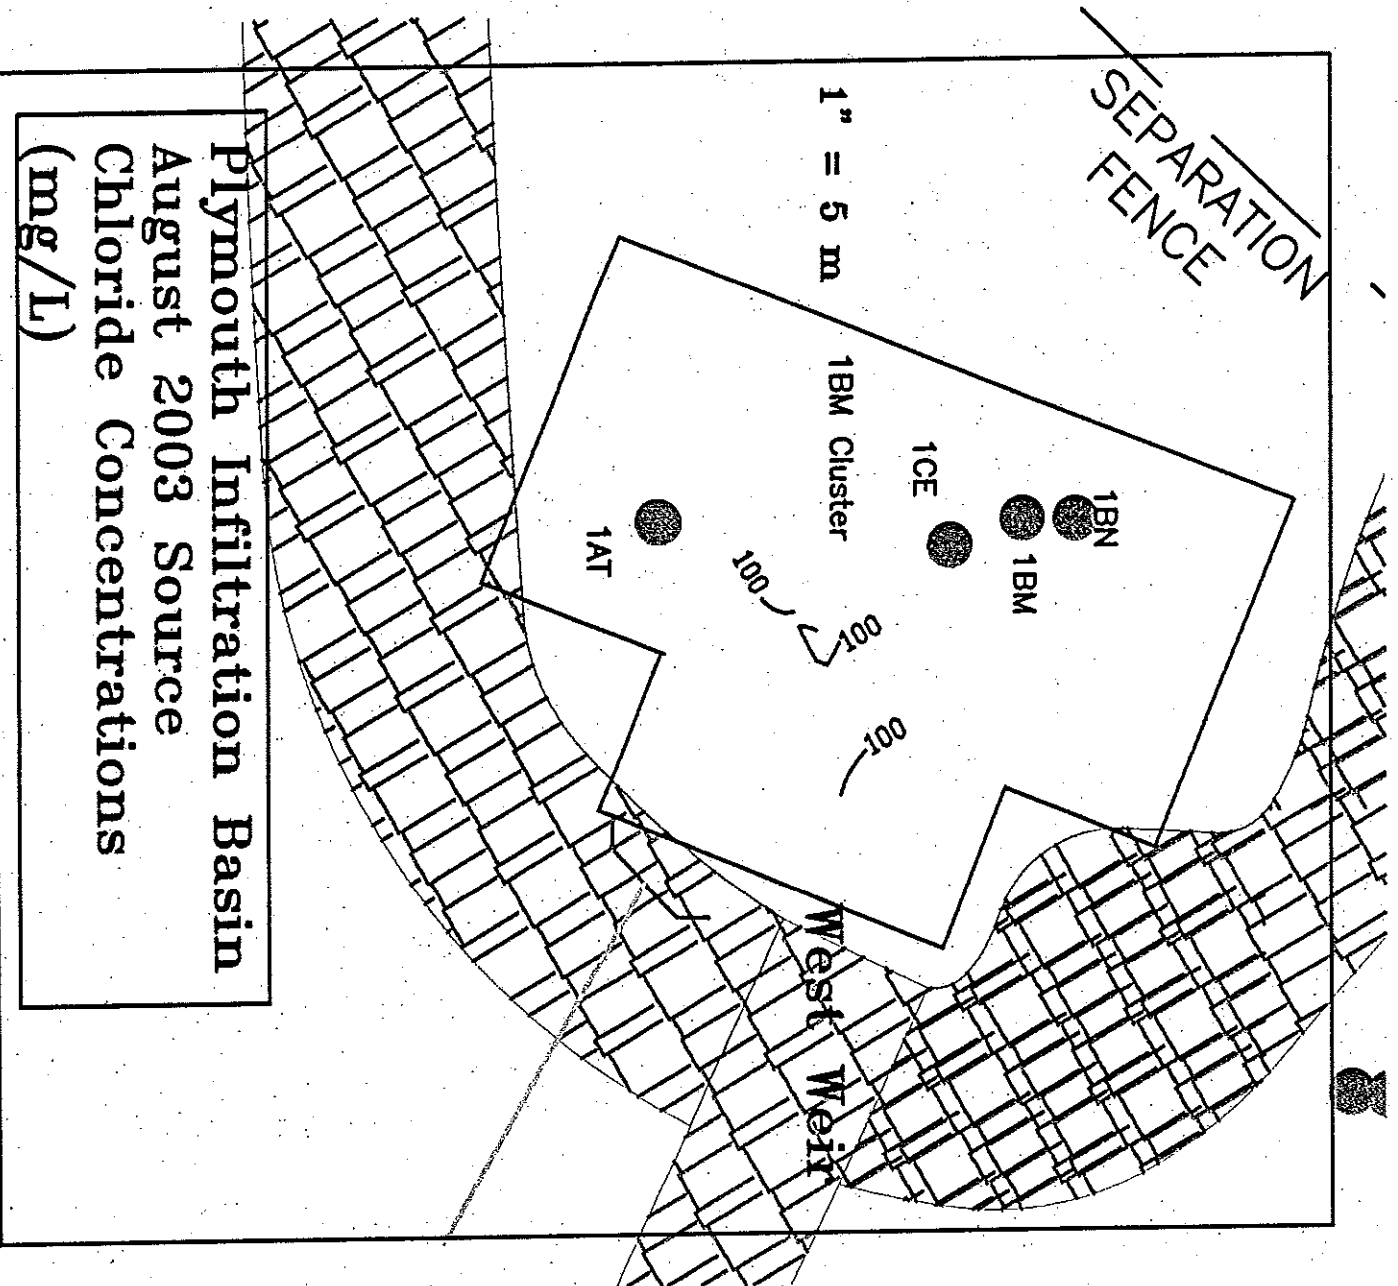 SEPARATION
FENCE
1" = 5 m
1BN
1BM
1CE
1BM Cluster
1AT
100
100
100
West Weir
Plymouth Infiltration Basin
August 2003 Source
Chloride Concentrations
(mg/L)